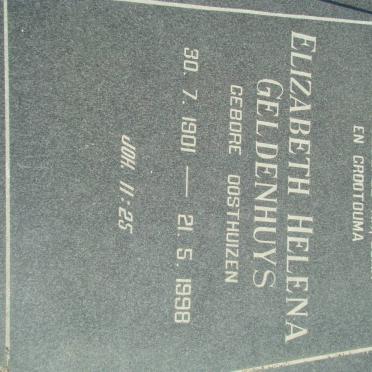 EN GROOTOUMA
ELIZABETH HELENA
GELDENHUYS
GEBORE OOSTHUIZEN
30. 7. 1901 — 21. 5. 1998
JOH. 11:25